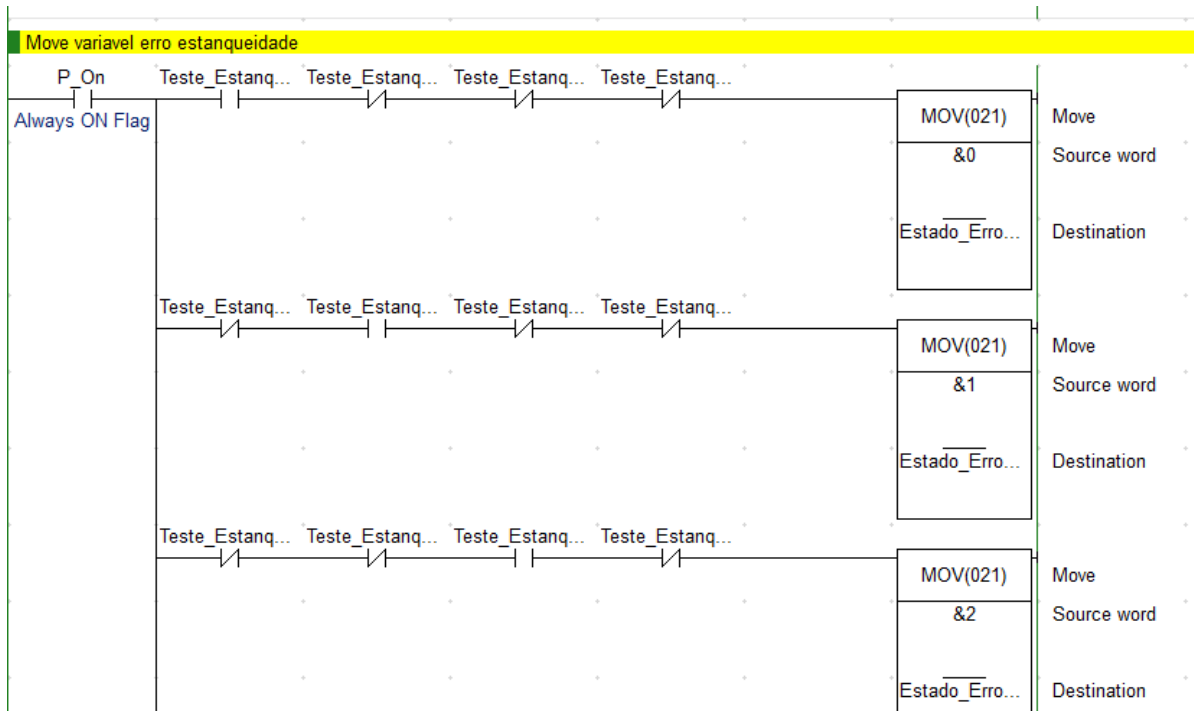 Move variavel erro estanqueidade
P_On Teste_Estanq... Teste_Estanq... Teste_Estanq... Teste_Estanq...
Always ON Flag
MOV(021) Move
&0 Source word
Estado_Erro... Destination
Teste_Estanq... Teste_Estanq... Teste_Estanq... Teste_Estanq...
MOV(021) Move
&1 Source word
Estado_Erro... Destination
Teste_Estanq... Teste_Estanq... Teste_Estanq... Teste_Estanq...
MOV(021) Move
&2 Source word
Estado_Erro... Destination